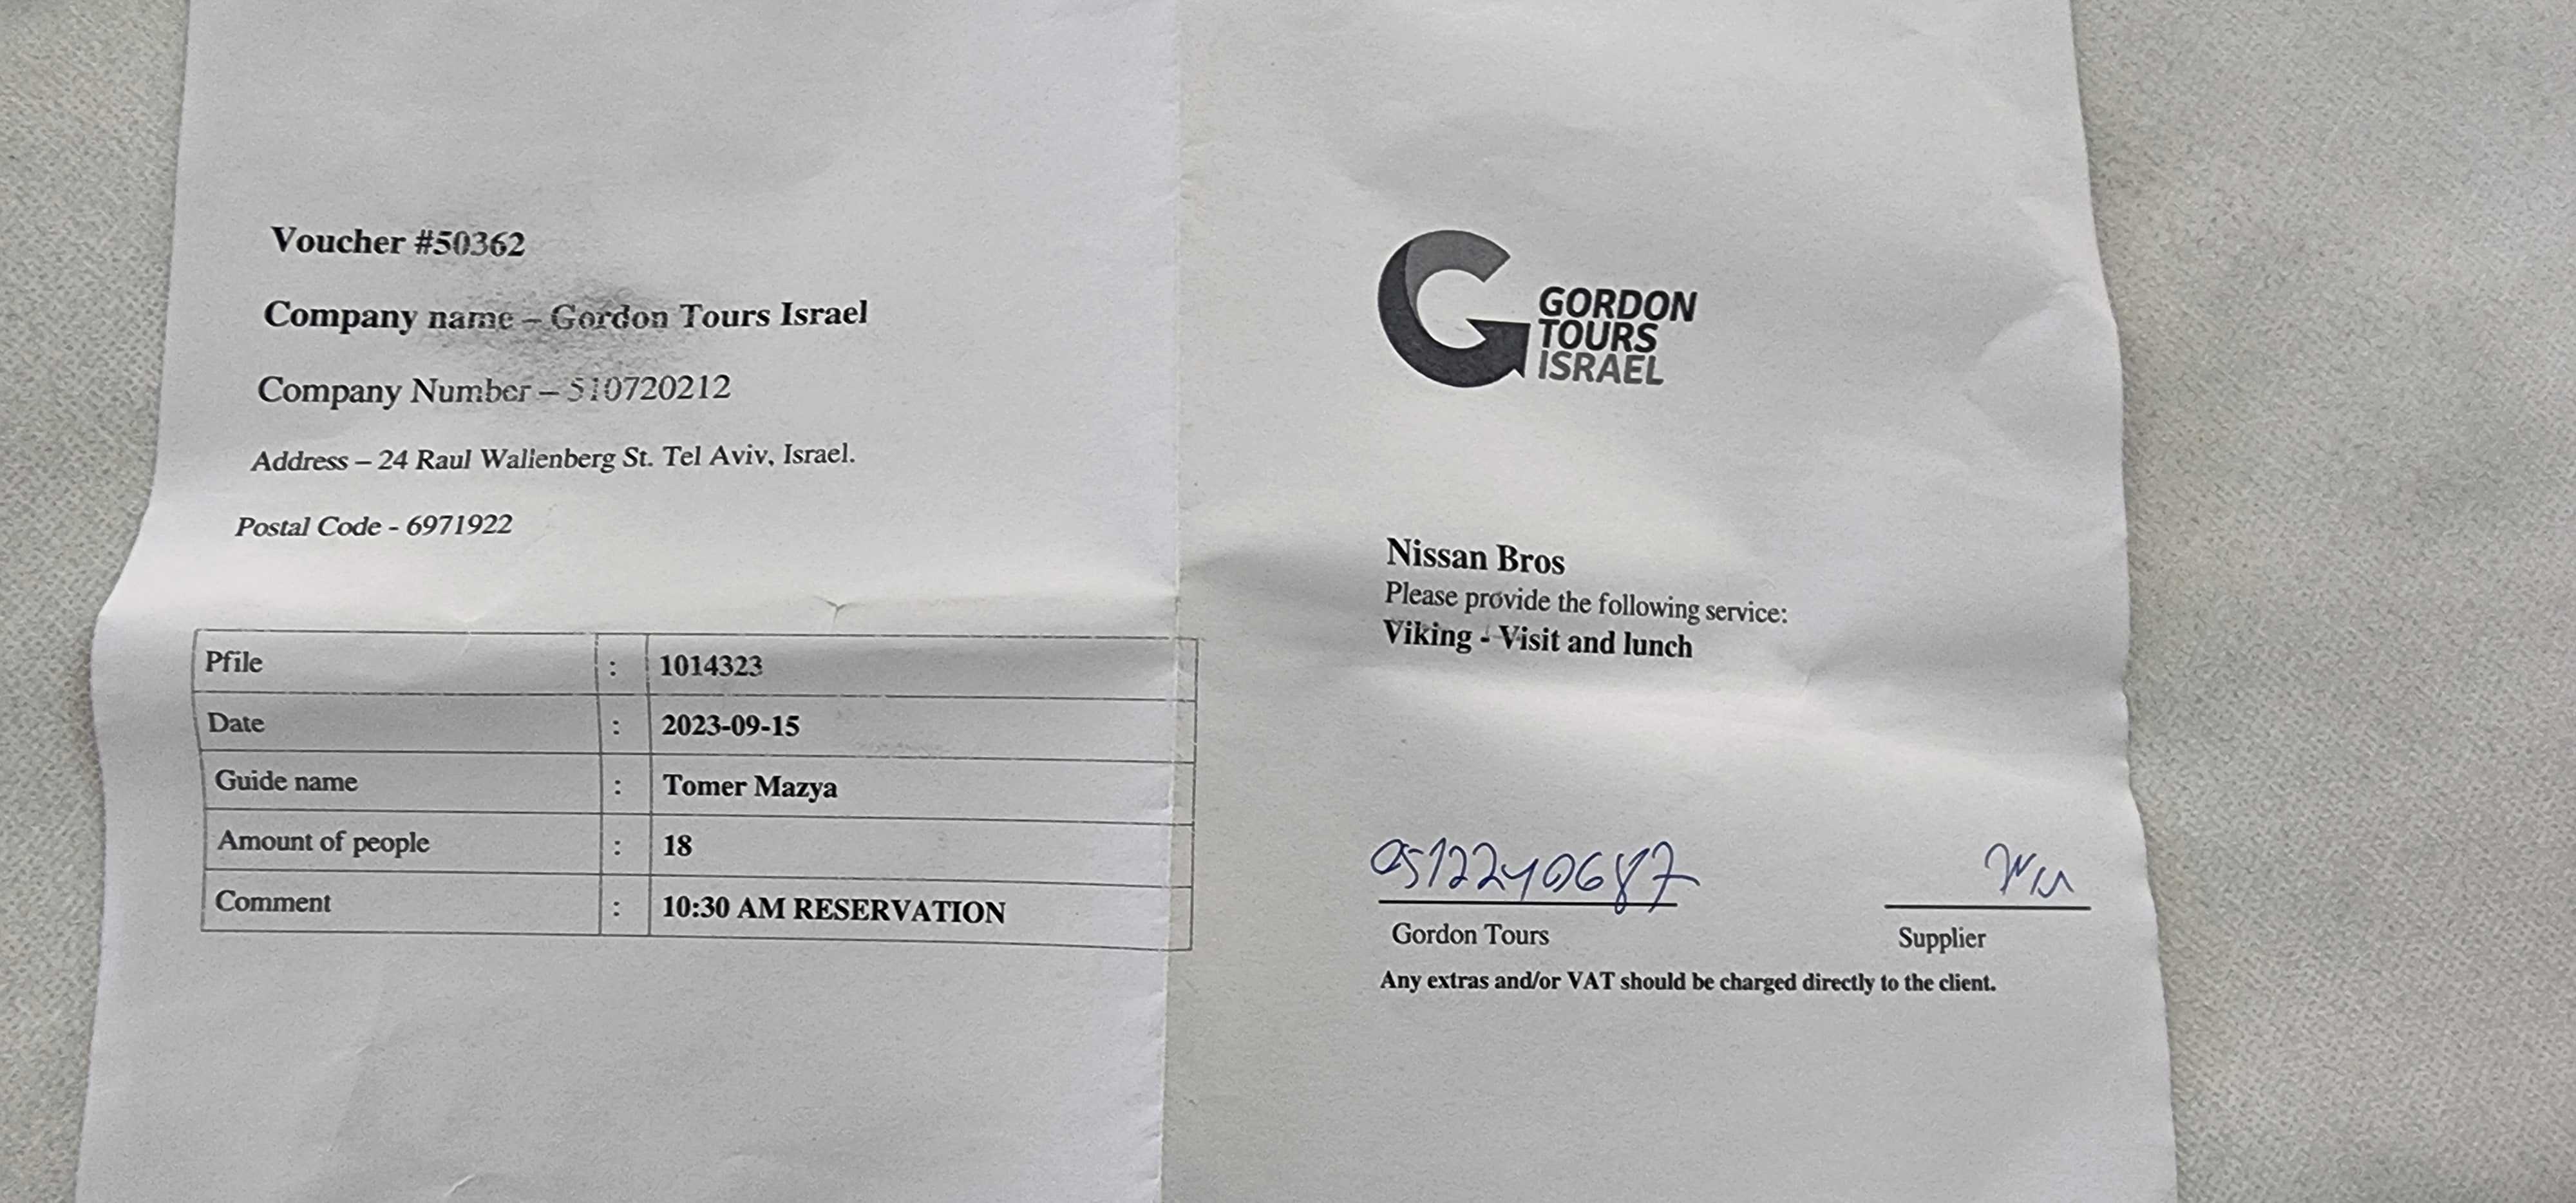 Voucher #50362
Company name – Gordon Tours Israel
Company Number – 510720212
Address – 24 Raul Wallenberg St. Tel Aviv, Israel.
Postal Code - 6971922
Pfile : 1014323
Date : 2023-09-15
Guide name : Tomer Mazya
Amount of people : 18
Comment : 10:30 AM RESERVATION
GORDON
TOURS
ISRAEL
Nissan Bros
Please provide the following service:
Viking - Visit and lunch
Gordon Tours
Supplier
Any extras and/or VAT should be charged directly to the client.